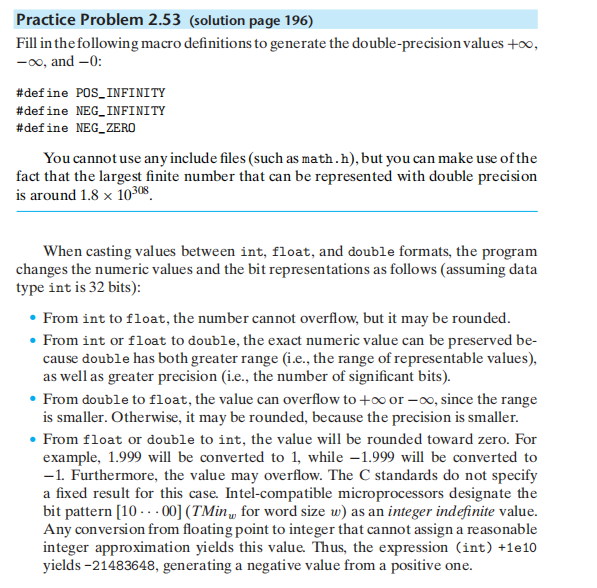 Practice Problem 2.53 (solution page 196)
Fill in the following macro definitions to generate the double-precision values +∞,
−∞, and −0:
#define POS_INFINITY
#define NEG_INFINITY
#define NEG_ZERO
You cannot use any include files (such as math.h), but you can make use of the
fact that the largest finite number that can be represented with double precision
is around 1.8 × 10³⁰⁸.
When casting values between int, float, and double formats, the program
changes the numeric values and the bit representations as follows (assuming data
type int is 32 bits):
• From int to float, the number cannot overflow, but it may be rounded.
• From int or float to double, the exact numeric value can be preserved be-
cause double has both greater range (i.e., the range of representable values),
as well as greater precision (i.e., the number of significant bits).
• From double to float, the value can overflow to +∞ or −∞, since the range
is smaller. Otherwise, it may be rounded, because the precision is smaller.
• From float or double to int, the value will be rounded toward zero. For
example, 1.999 will be converted to 1, while −1.999 will be converted to
−1. Furthermore, the value may overflow. The C standards do not specify
a fixed result for this case. Intel-compatible microprocessors designate the
bit pattern [10 · · · 00] (TMin_w for word size w) as an integer indefinite value.
Any conversion from floating point to integer that cannot assign a reasonable
integer approximation yields this value. Thus, the expression (int) +1e10
yields -21483648, generating a negative value from a positive one.